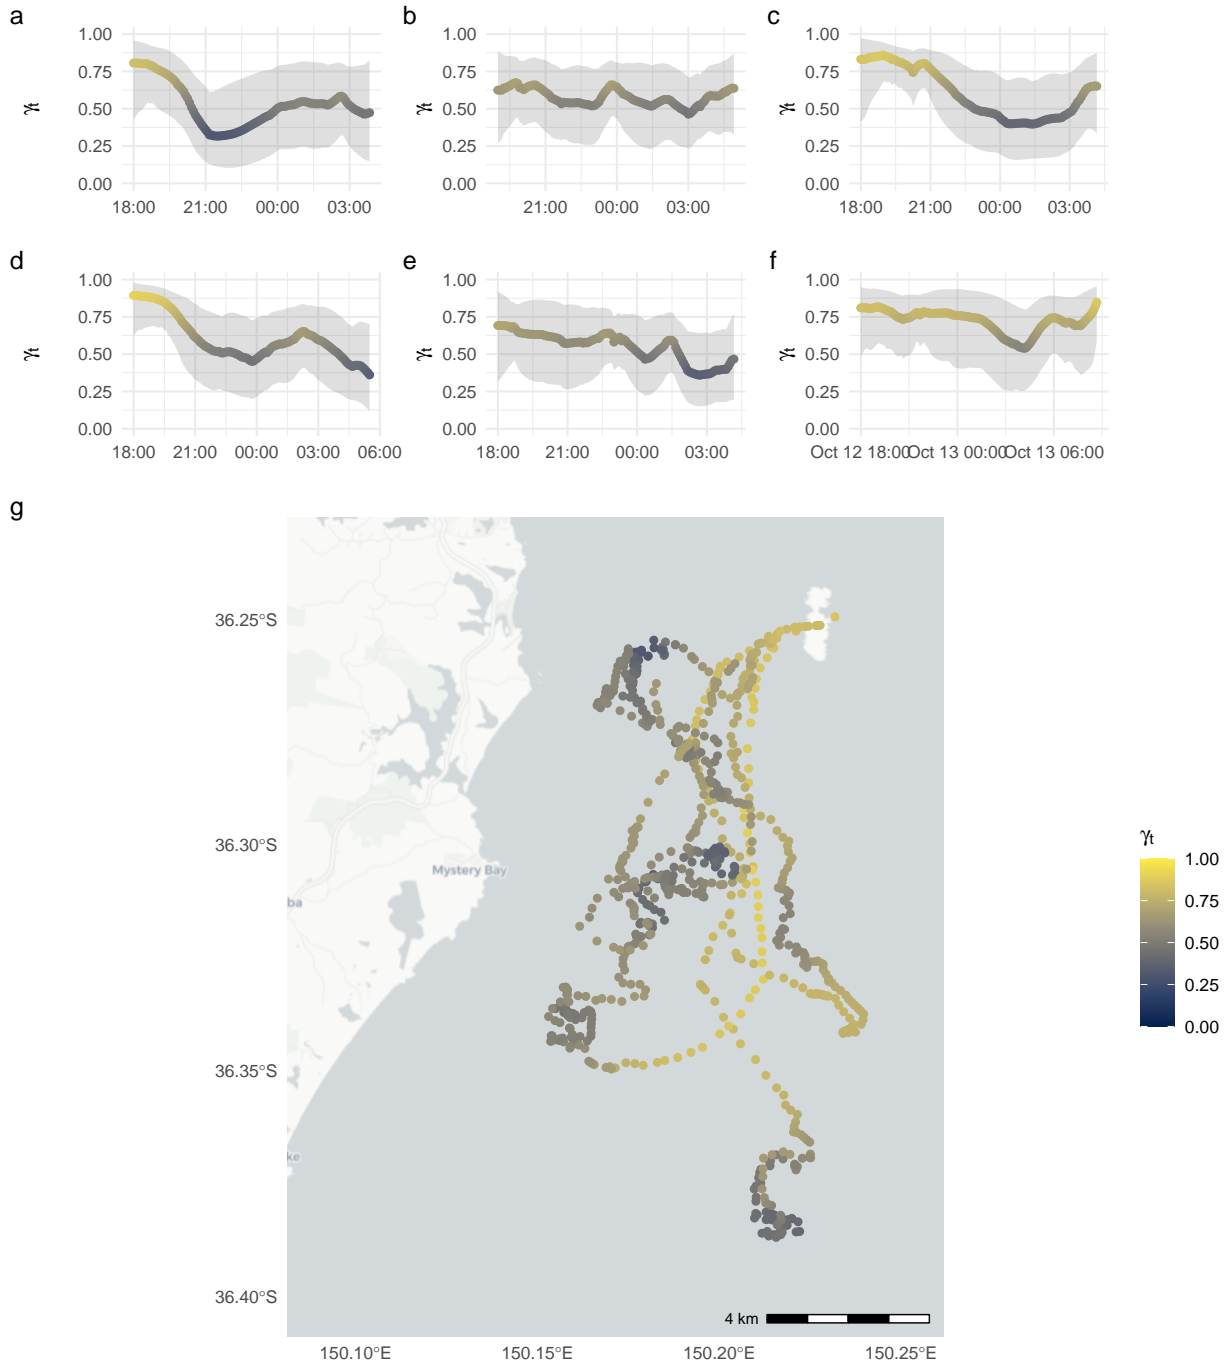 a
1.00
0.75
0.50
0.25
0.00
γt
18:00 21:00 00:00 03:00
b
1.00
0.75
0.50
0.25
0.00
γt
21:00 00:00 03:00
c
1.00
0.75
0.50
0.25
0.00
γt
18:00 21:00 00:00 03:00
d
1.00
0.75
0.50
0.25
0.00
γt
18:00 21:00 00:00 03:00 06:00
e
1.00
0.75
0.50
0.25
0.00
γt
18:00 21:00 00:00 03:00
f
1.00
0.75
0.50
0.25
0.00
γt
Oct 12 18:00 Oct 13 00:00 Oct 13 06:00
g
36.25°S
36.30°S
36.35°S
36.40°S
Mystery Bay
ba
ke
4 km
150.10°E 150.15°E 150.20°E 150.25°E
γt
1.00
0.75
0.50
0.25
0.00